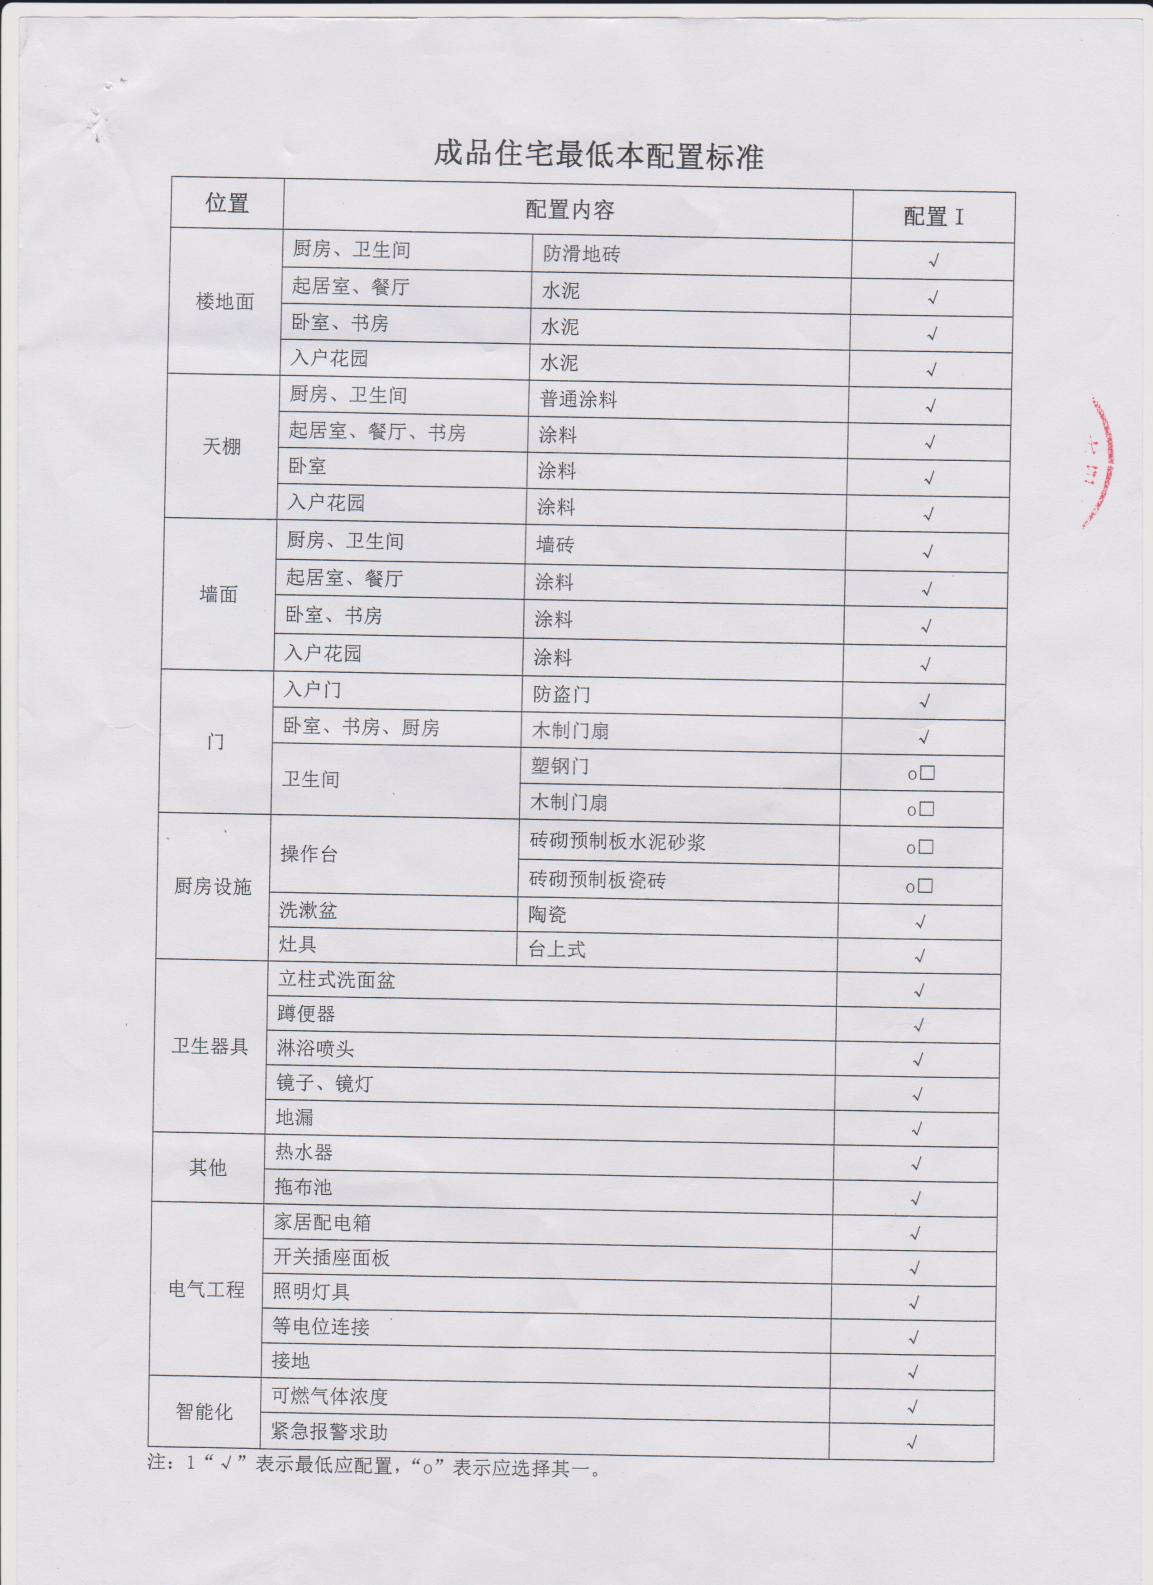 成品住宅最低本配置标准
位置 配置内容 配置 I
楼地面 厨房、卫生间 防滑地砖 √
起居室、餐厅 水泥 √
卧室、书房 水泥 √
入户花园 水泥 √
天棚 厨房、卫生间 普通涂料 √
起居室、餐厅、书房 涂料 √
卧室 涂料 √
入户花园 涂料 √
墙面 厨房、卫生间 墙砖 √
起居室、餐厅 涂料 √
卧室、书房 涂料 √
入户花园 涂料 √
门 入户门 防盗门 √
卧室、书房、厨房 木制门扇 √
卫生间 塑钢门 o□
木制门扇 o□
厨房设施 操作台 砖砌预制板水泥砂浆 o□
砖砌预制板瓷砖 o□
洗漱盆 陶瓷 √
灶具 台上式 √
卫生器具 立柱式洗面盆 √
蹲便器 √
淋浴喷头 √
镜子、镜灯 √
地漏 √
其他 热水器 √
拖布池 √
电气工程 家居配电箱 √
开关插座面板 √
照明灯具 √
等电位连接 √
接地 √
智能化 可燃气体浓度 √
紧急报警求助 √
注：1“√”表示最低应配置，“o”表示应选择其一。